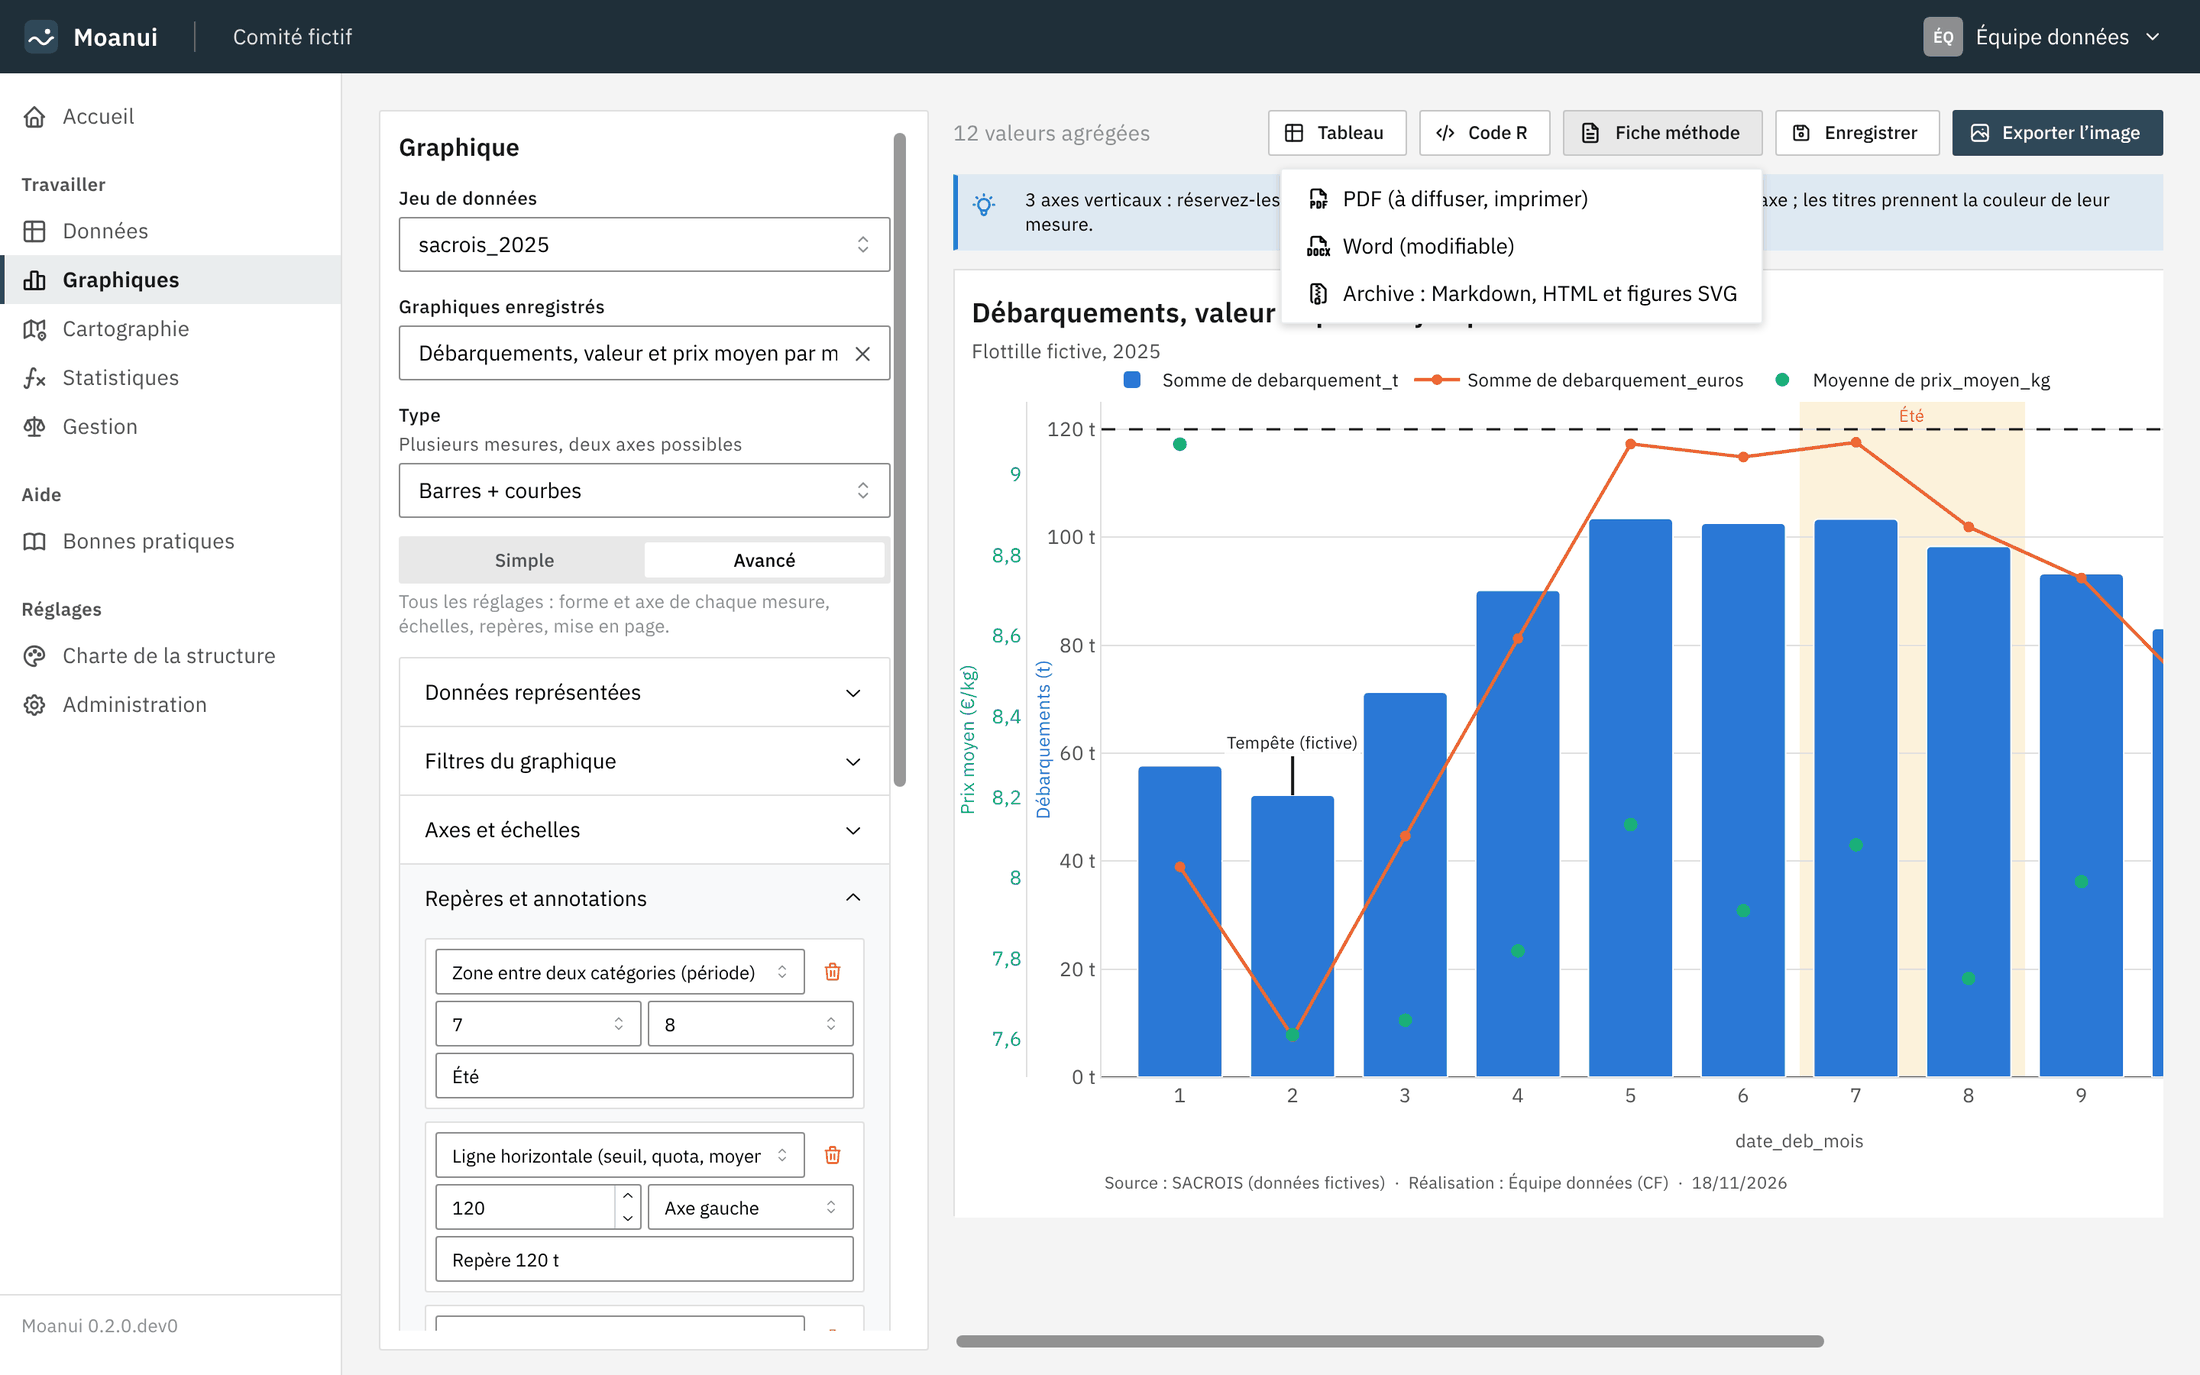 Moanui
Comité fictif
ÉQ
Équipe données
Accueil
Travailler
Données
Graphiques
Cartographie
Statistiques
Gestion
Aide
Bonnes pratiques
Réglages
Charte de la structure
Administration
Moanui 0.2.0.dev0
Graphique
Jeu de données
sacrois_2025
Graphiques enregistrés
Débarquements, valeur et prix moyen par m
Type
Plusieurs mesures, deux axes possibles
Barres + courbes
Simple
Avancé
Tous les réglages : forme et axe de chaque mesure,
échelles, repères, mise en page.
Données représentées
Filtres du graphique
Axes et échelles
Repères et annotations
Zone entre deux catégories (période)
7
8
Été
Ligne horizontale (seuil, quota, moyer
120
Axe gauche
Repère 120 t
12 valeurs agrégées
Tableau
Code R
Fiche méthode
Enregistrer
Exporter l’image
PDF (à diffuser, imprimer)
Word (modifiable)
Archive : Markdown, HTML et figures SVG
3 axes verticaux : réservez-les
axe ; les titres prennent la couleur de leur
mesure.
Débarquements, valeur
Flottille fictive, 2025
Somme de debarquement_t
Somme de debarquement_euros
Moyenne de prix_moyen_kg
Été
Tempête (fictive)
Prix moyen (€/kg)
9
8,8
8,6
8,4
8,2
8
7,8
7,6
Débarquements (t)
120 t
100 t
80 t
60 t
40 t
20 t
0 t
1 2 3 4 5 6 7 8 9
date_deb_mois
Source : SACROIS (données fictives) · Réalisation : Équipe données (CF) · 18/11/2026